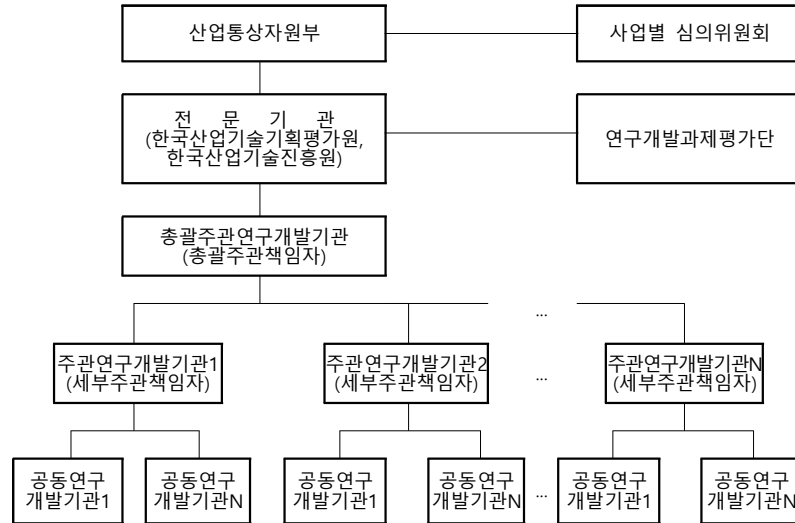 산업통상자원부
사업별 심의위원회
전 문 기 관
(한국산업기술기획평가원,
한국산업기술진흥원)
연구개발과제평가단
총괄주관연구개발기관
(총괄주관책임자)
...
주관연구개발기관1
(세부주관책임자)
주관연구개발기관2
(세부주관책임자)
...
주관연구개발기관N
(세부주관책임자)
공동연구
개발기관1
공동연구
개발기관N
공동연구
개발기관1
공동연구
개발기관N
...
공동연구
개발기관1
공동연구
개발기관N